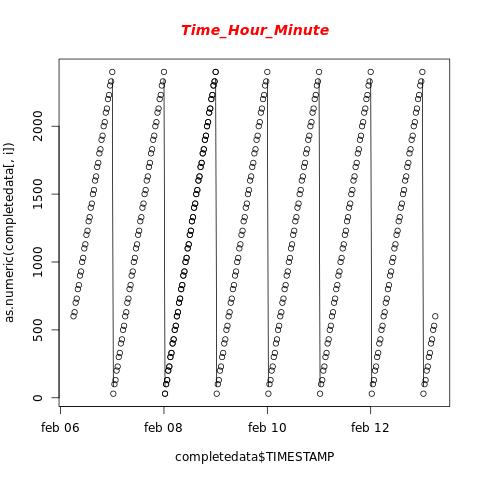 Time_Hour_Minute
as.numeric(completedata[, i])
2000
1500
1000
500
0
feb 06 feb 08 feb 10 feb 12
completedata$TIMESTAMP